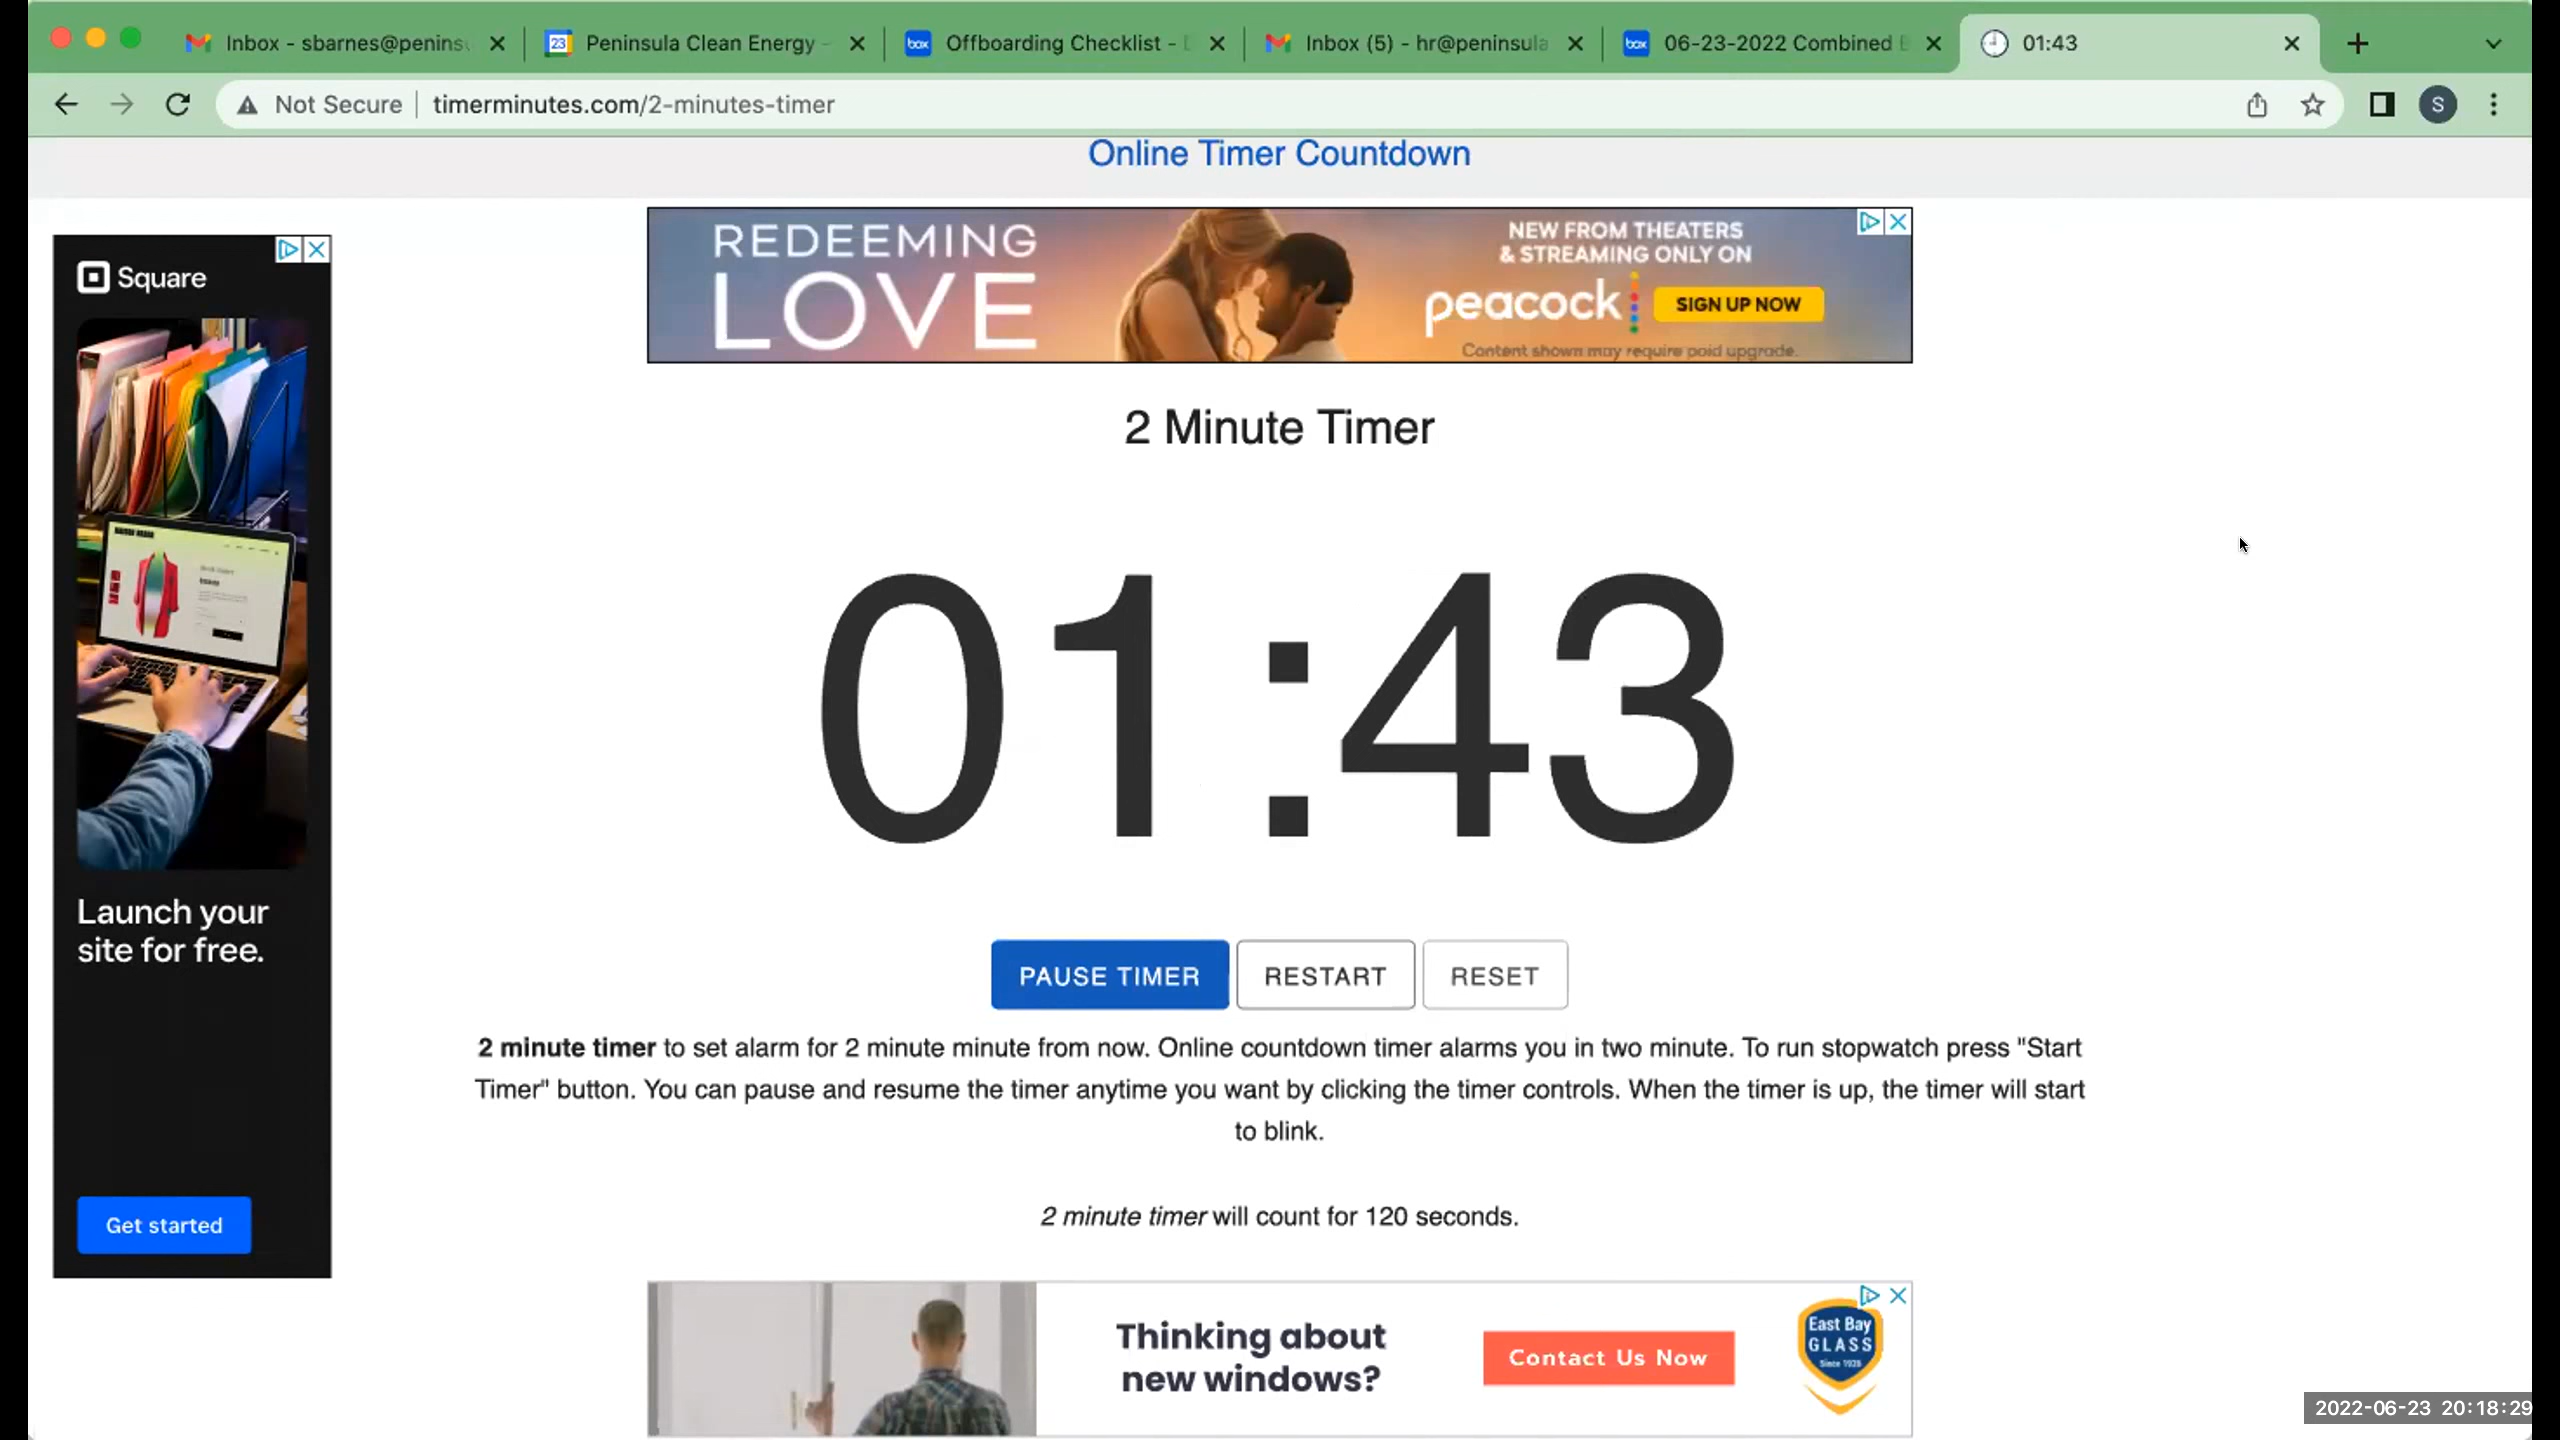 Inbox - sbarnes@penins
23
Peninsula Clean Energy -
box
Offboarding Checklist -
Inbox (5) - hr@peninsula
box
06-23-2022 Combined
01:43
Not Secure
timerminutes.com/2-minutes-timer
S
Online Timer Countdown
Square
Launch your
site for free.
Get started
REDEEMING
LOVE
NEW FROM THEATERS
& STREAMING ONLY ON
peacock
SIGN UP NOW
Content shown may require paid upgrade.
2 Minute Timer
01:43
PAUSE TIMER
RESTART
RESET
2 minute timer to set alarm for 2 minute minute from now. Online countdown timer alarms you in two minute. To run stopwatch press "Start
Timer" button. You can pause and resume the timer anytime you want by clicking the timer controls. When the timer is up, the timer will start
to blink.
2 minute timer will count for 120 seconds.
Thinking about
new windows?
Contact Us Now
East Bay
GLASS
Since 1926
2022-06-23 20:18:29